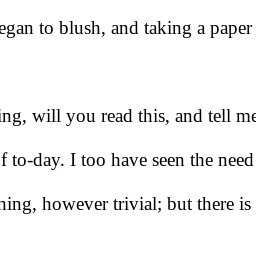 egan to blush, and taking a paper
ing, will you read this, and tell me
f to-day. I too have seen the need
ning, however trivial; but there is